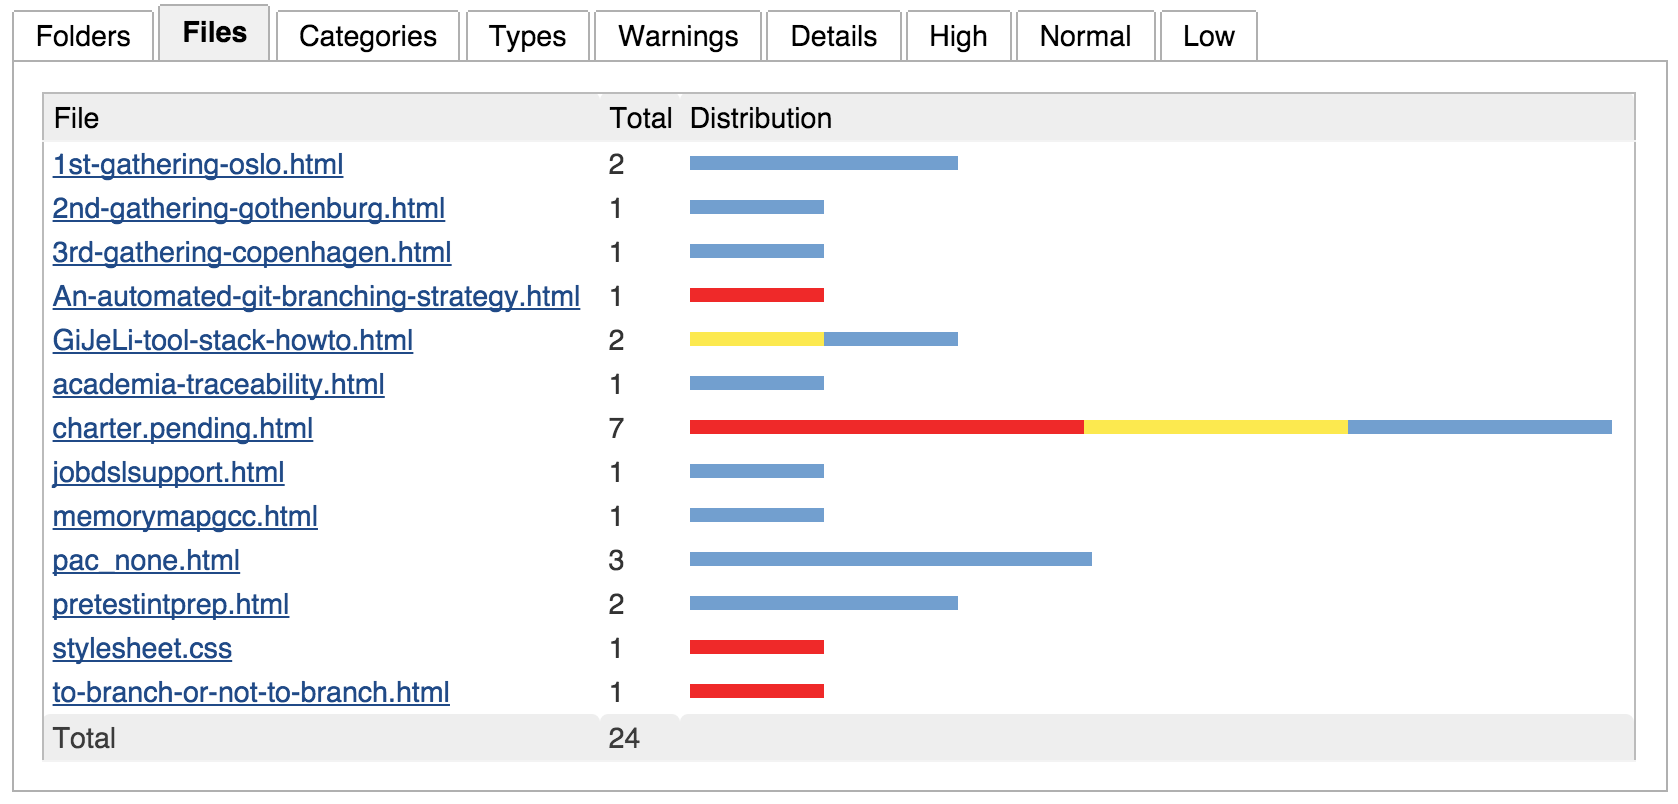 Folders Files Categories Types Warnings Details High Normal Low
File Total Distribution
1st-gathering-oslo.html 2
2nd-gathering-gothenburg.html 1
3rd-gathering-copenhagen.html 1
An-automated-git-branching-strategy.html 1
GiJeLi-tool-stack-howto.html 2
academia-traceability.html 1
charter.pending.html 7
jobdslsupport.html 1
memorymapgcc.html 1
pac_none.html 3
pretestintprep.html 2
stylesheet.css 1
to-branch-or-not-to-branch.html 1
Total 24